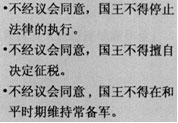 •不经议会同意，国王不得停止
法律的执行。
•不经议会同意，国王不得擅自
决定征税。
•不经议会同意，国王不得在和
平时期维持常备军。